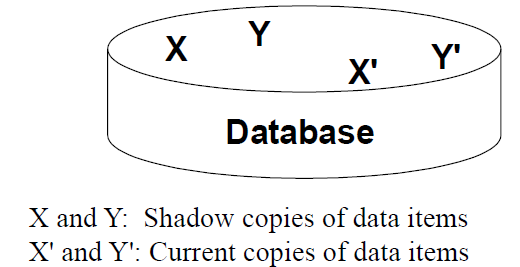 X Y
X' Y'
Database
X and Y: Shadow copies of data items
X' and Y': Current copies of data items